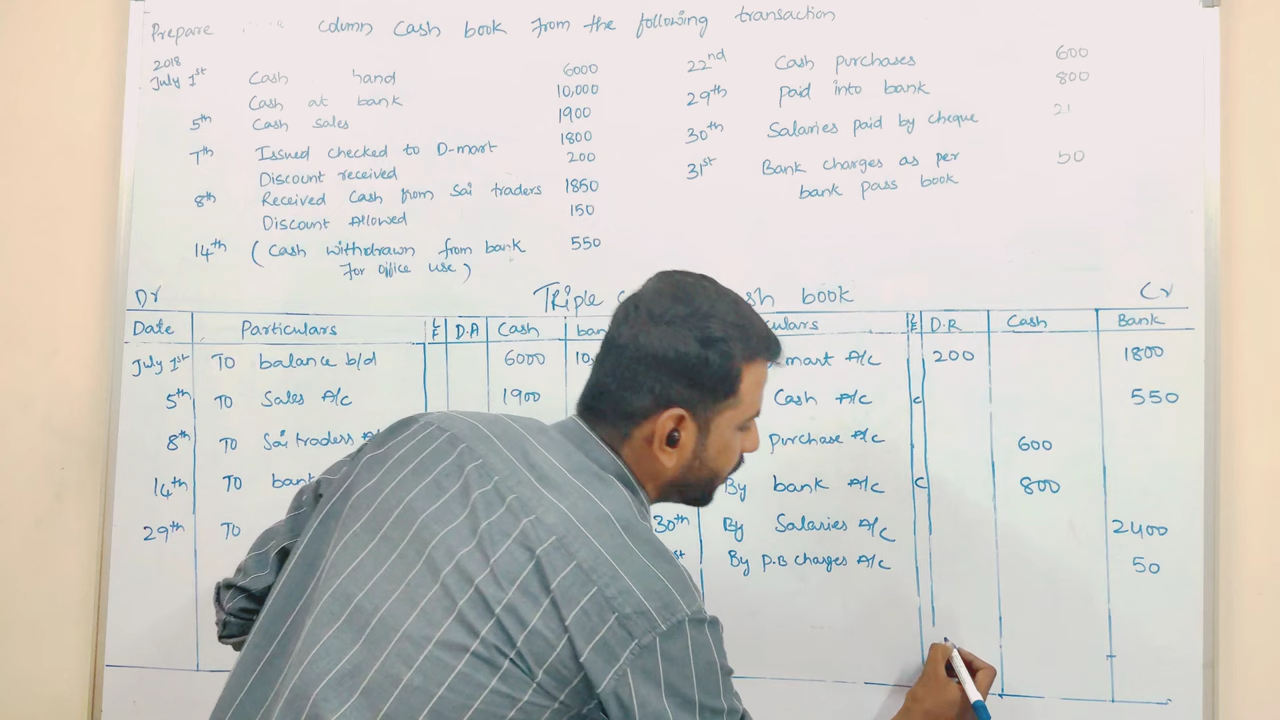 Prepare column cash book from the following transaction
2018
July 1st Cash hand 6000
Cash at bank 10,000
5th Cash sales 1900
7th Issued checked to D-mart 1800
Discount received 200
8th Received Cash from Sai traders 1850
Discount Allowed 150
14th (Cash withdrawn from bank 550
for office use)
22nd Cash purchases 600
29th paid into bank 800
30th Salaries paid by cheque
31st Bank charges as per 50
bank pass book
Dr Triple book Cr
Date Particulars L.F D.A Cash D.R Cash Bank
July 1st To balance b/d 6000 mart A/c 200 1800
5th To Sales A/c 1900 Cash A/c C 550
8th To Sai traders purchase A/c 600
14th To By bank A/c C 800
29th To 30th By Salaries A/c 2400
By P.B charges A/c 50